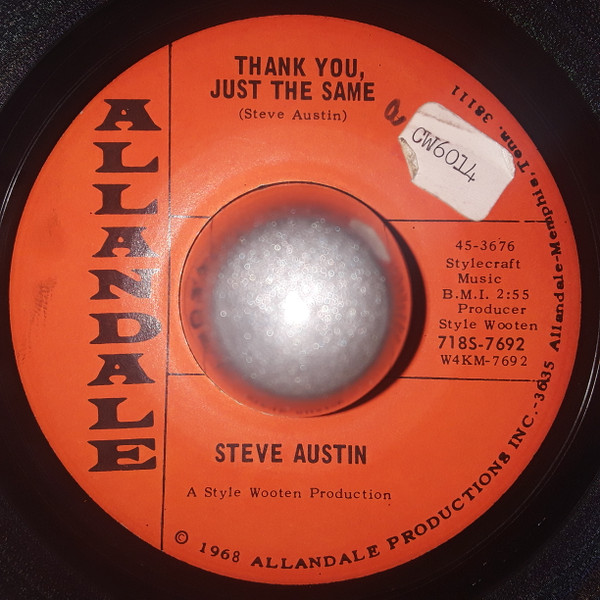 ALLANDALE
THANK YOU,
JUST THE SAME
(Steve Austin)
a
CW6014
45-3676
Stylecraft
Music
B.M.I. 2:55
Producer
Style Wooten
718S-7692
W4KM-7692
STEVE AUSTIN
A Style Wooten Production
© 1968 ALLANDALE PRODUCTIONS INC.-3635 Allandale-Memphis, Tenn. 38111